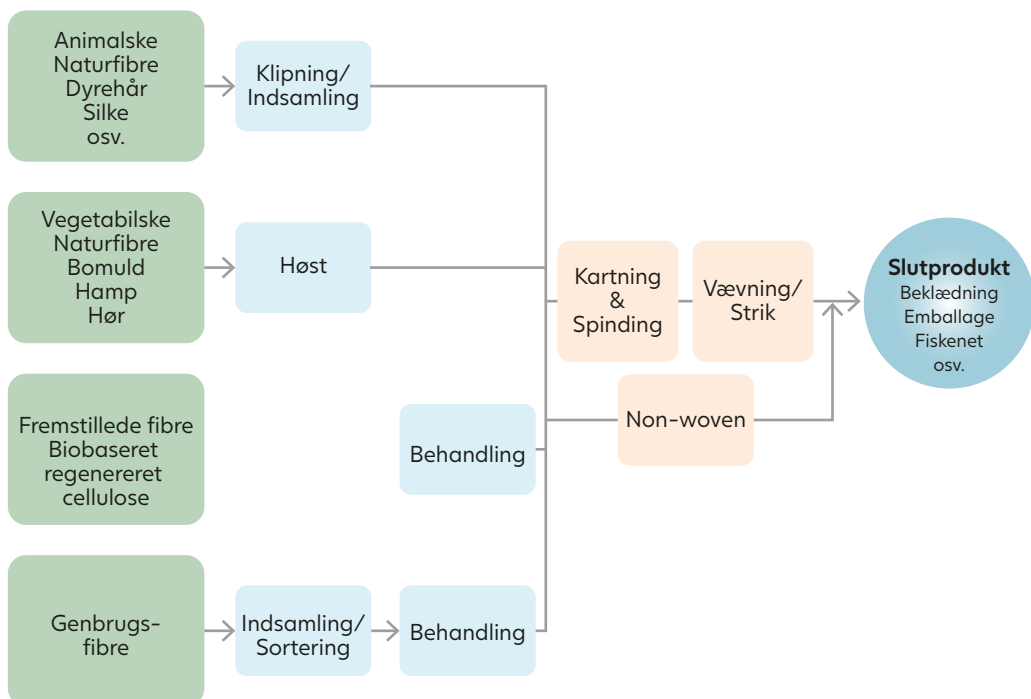 Animalske
Naturfibre
Dyrehår
Silke
osv.
Klipning/
Indsamling
Vegetabilske
Naturfibre
Bomuld
Hamp
Hør
Høst
Kartning
&
Spinding
Vævning/
Strik
Slutprodukt
Beklædning
Emballage
Fiskenet
osv.
Fremstillede fibre
Biobaseret
regenereret
cellulose
Behandling
Non-woven
Genbrugs-
fibre
Indsamling/
Sortering
Behandling